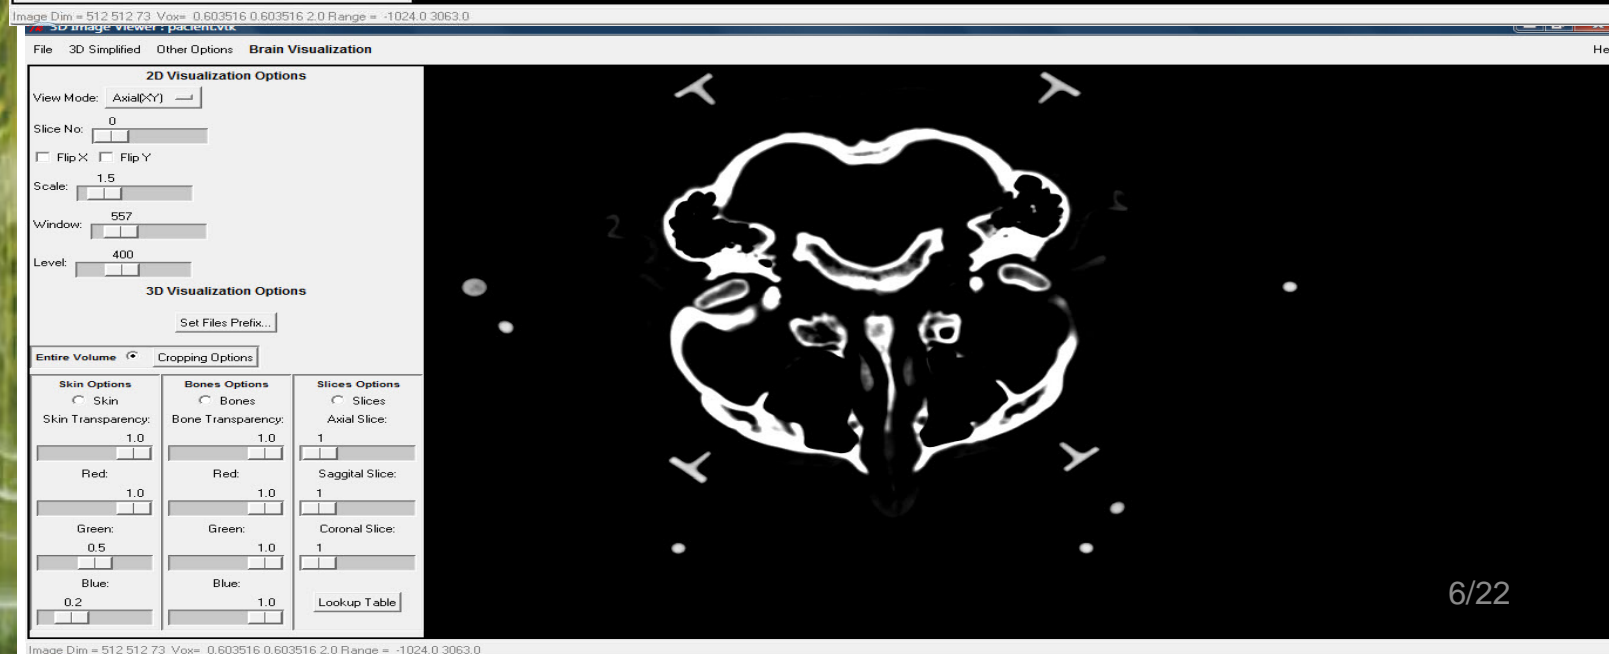 Image Dim = 512 512 73 Vox= 0.603516 0.603516 2.0 Range = -1024.0 3063.0
3D Image Viewer : pacient.vtk
File 3D Simplified Other Options Brain Visualization He
2D Visualization Options
View Mode: Axial(XY)
0
Slice No:
Flip X Flip Y
1.5
Scale:
557
Window:
400
Level:
3D Visualization Options
Set Files Prefix...
Entire Volume Cropping Options
Skin Options Bones Options Slices Options
Skin Bones Slices
Skin Transparency: Bone Transparency: Axial Slice:
1.0 1.0 1
Red: Red: Saggital Slice:
1.0 1.0 1
Green: Green: Coronal Slice:
0.5 1.0 1
Blue: Blue:
0.2 1.0 Lookup Table
6/22
Image Dim = 512 512 73 Vox= 0.603516 0.603516 2.0 Range = -1024.0 3063.0